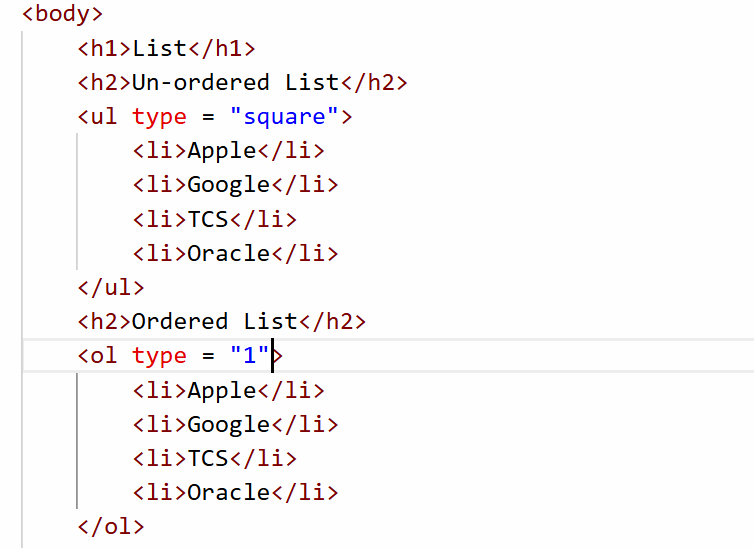 <body>
<h1>List</h1>
<h2>Un-ordered List</h2>
<ul type = "square">
<li>Apple</li>
<li>Google</li>
<li>TCS</li>
<li>Oracle</li>
</ul>
<h2>Ordered List</h2>
<ol type = "1">
<li>Apple</li>
<li>Google</li>
<li>TCS</li>
<li>Oracle</li>
</ol>